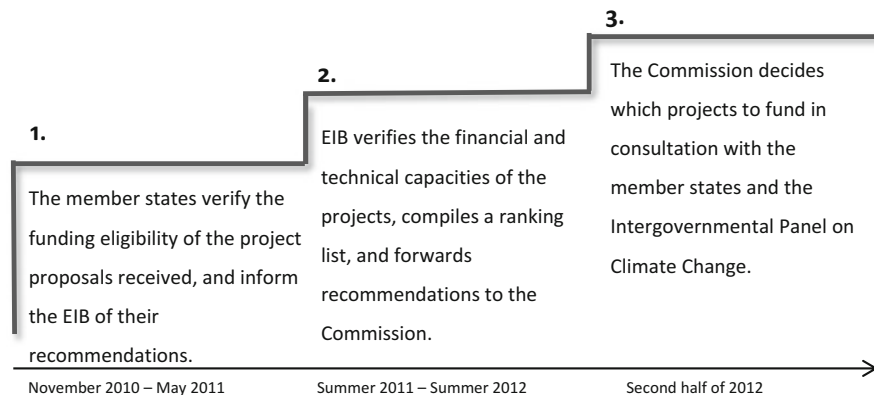 1.
The member states verify the
funding eligibility of the project
proposals received, and inform
the EIB of their
recommendations.
November 2010 – May 2011
2.
EIB verifies the financial and
technical capacities of the
projects, compiles a ranking
list, and forwards
recommendations to the
Commission.
Summer 2011 – Summer 2012
3.
The Commission decides
which projects to fund in
consultation with the
member states and the
Intergovernmental Panel on
Climate Change.
Second half of 2012